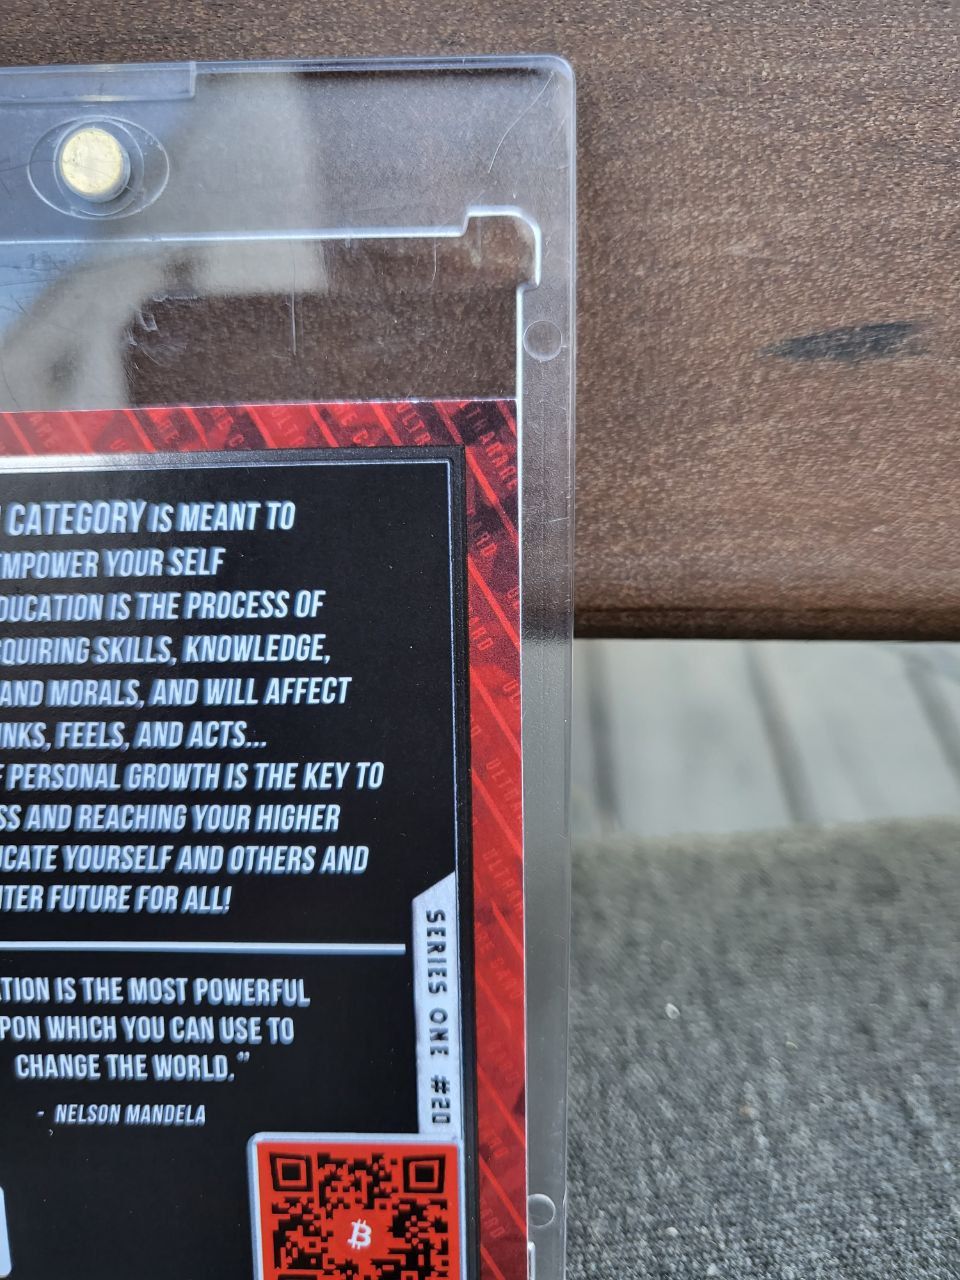 CATEGORY IS MEANT TO
EMPOWER YOUR SELF
DUCATION IS THE PROCESS OF
QUIRING SKILLS, KNOWLEDGE,
AND MORALS, AND WILL AFFECT
INKS, FEELS, AND ACTS...
F PERSONAL GROWTH IS THE KEY TO
SS AND REACHING YOUR HIGHER
UCATE YOURSELF AND OTHERS AND
HTER FUTURE FOR ALL!
SERIES ONE #20
ATION IS THE MOST POWERFUL
PON WHICH YOU CAN USE TO
CHANGE THE WORLD.”
- NELSON MANDELA